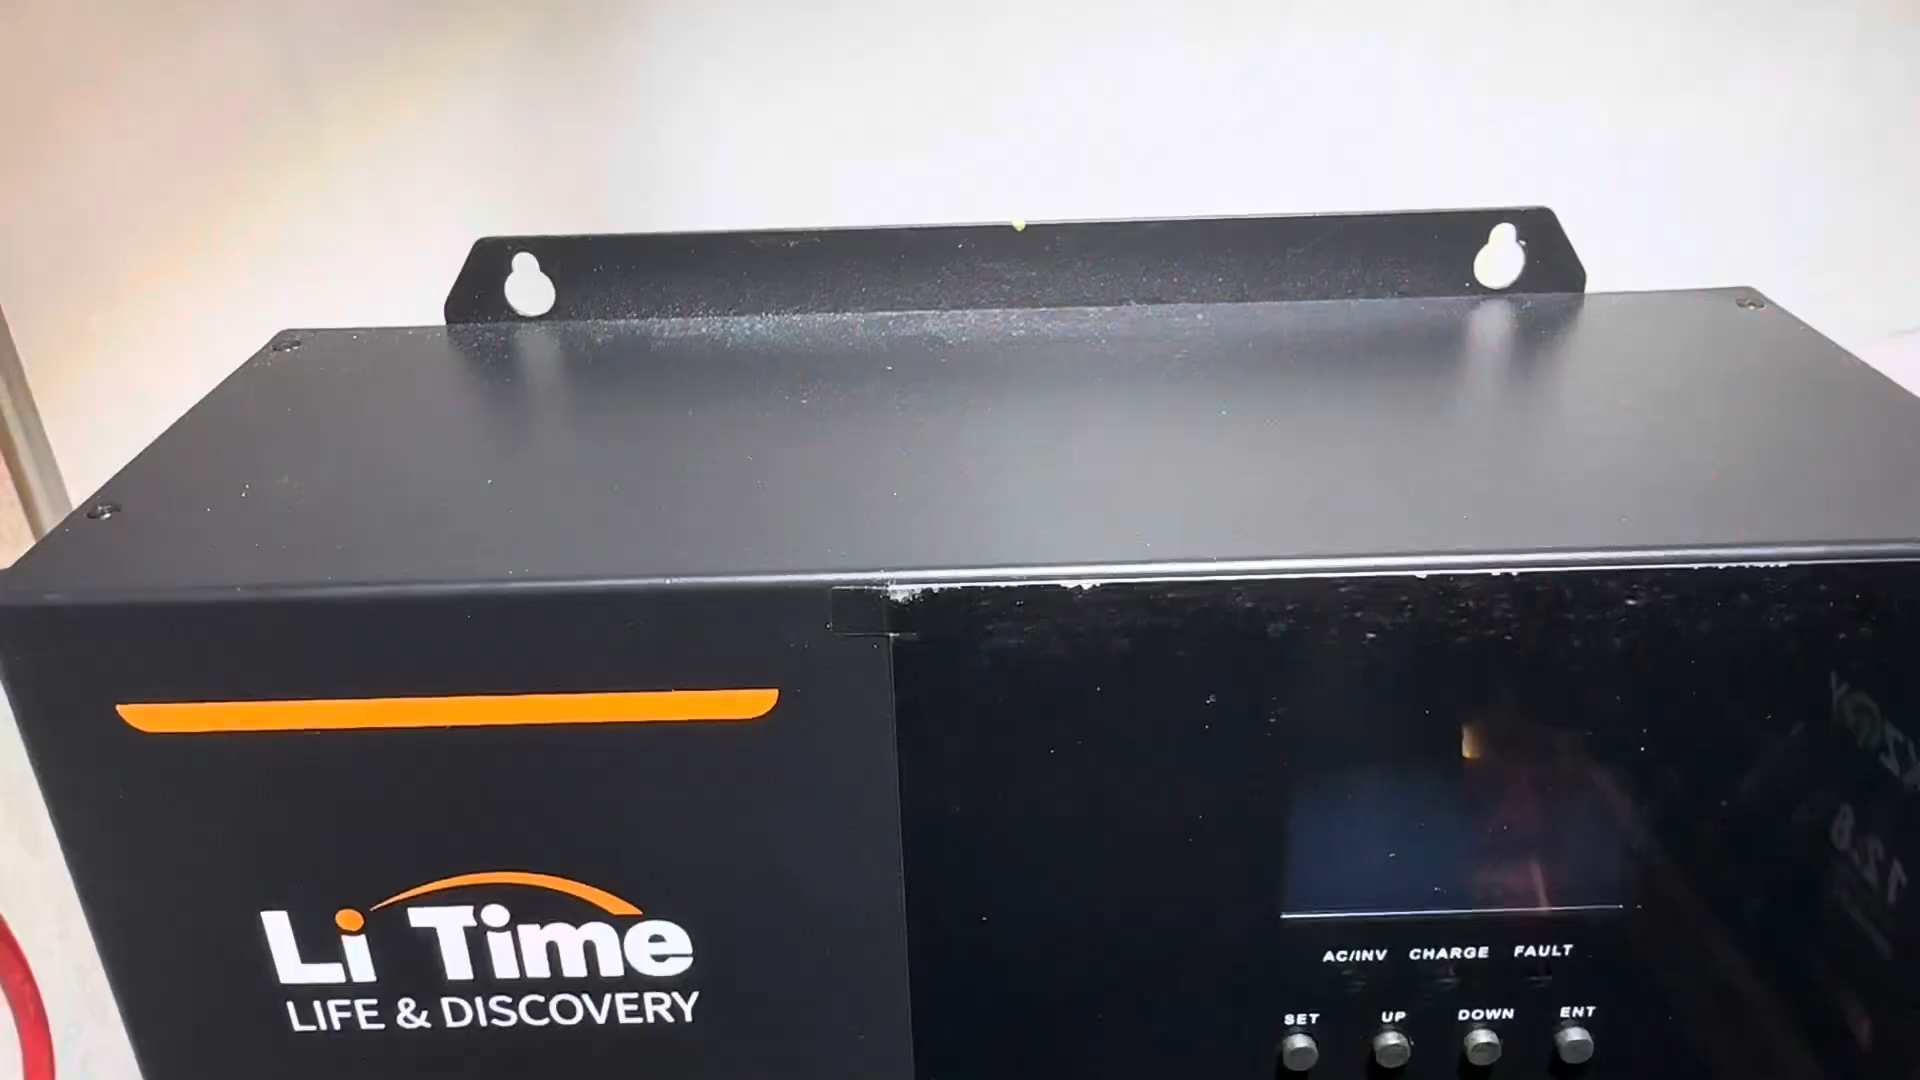 Li Time
LIFE & DISCOVERY
AC/INV CHARGE FAULT
SET UP DOWN ENT